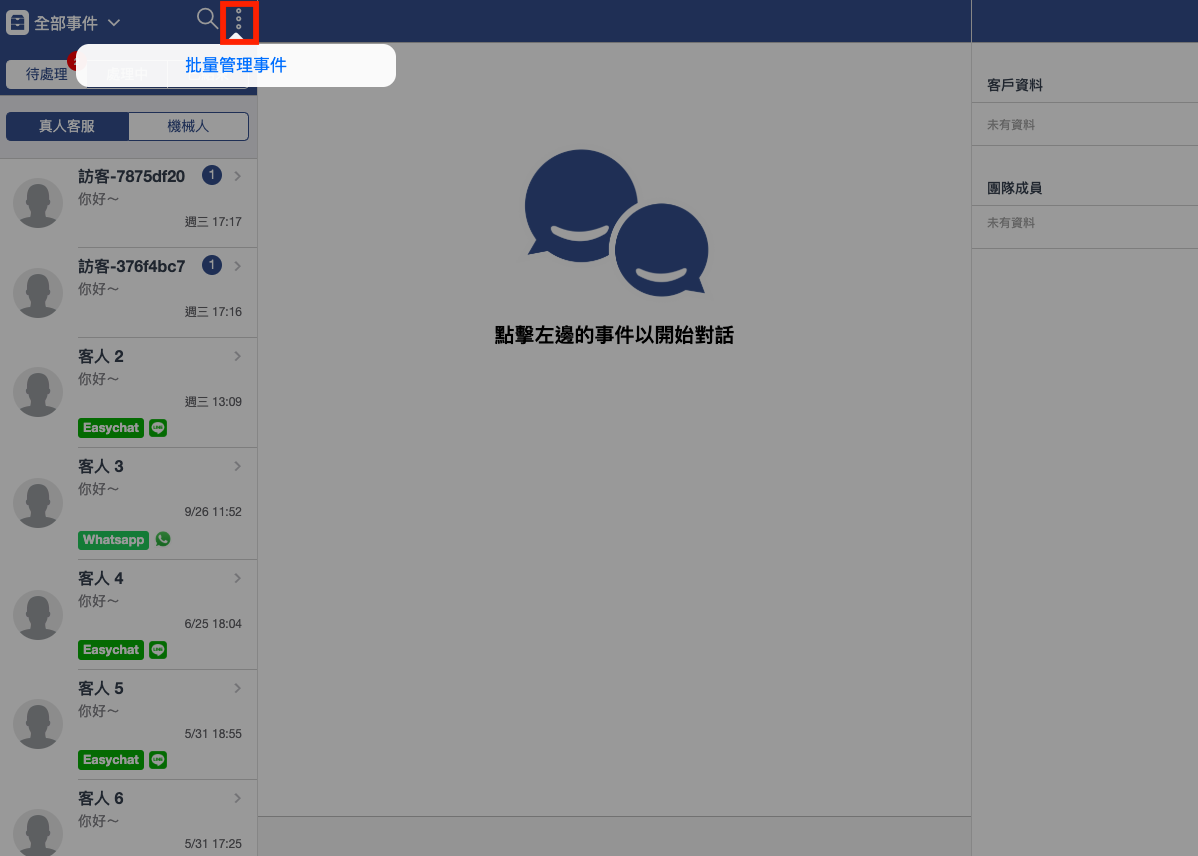 全部事件
批量管理事件
待處理
處理中
真人客服
機械人
訪客-7875df20
1
你好～
週三 17:17
訪客-376f4bc7
1
你好～
週三 17:16
客人 2
你好～
週三 13:09
Easychat
客人 3
你好～
9/26 11:52
Whatsapp
客人 4
你好～
6/25 18:04
Easychat
客人 5
你好～
5/31 18:55
Easychat
客人 6
你好～
5/31 17:25
點擊左邊的事件以開始對話
客戶資料
未有資料
團隊成員
未有資料